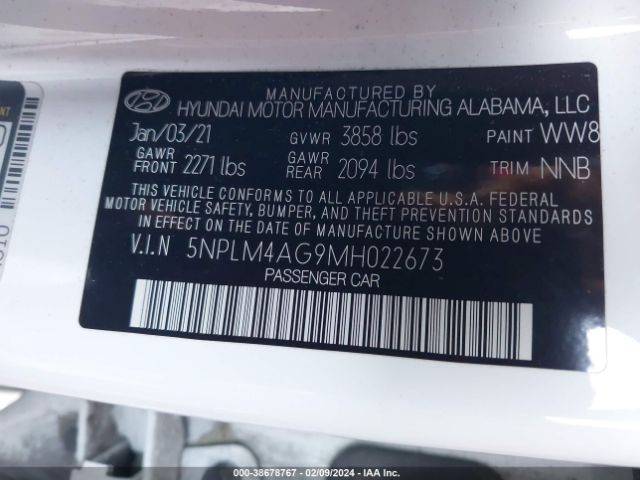 MANUFACTURED BY
HYUNDAI MOTOR MANUFACTURING ALABAMA, LLC
Jan/03/21 GVWR 3858 lbs PAINT WW8
GAWR FRONT 2271 lbs GAWR REAR 2094 lbs TRIM NNB
THIS VEHICLE CONFORMS TO ALL APPLICABLE U.S.A. FEDERAL
MOTOR VEHICLE SAFETY, BUMPER, AND THEFT PREVENTION
STANDARDS IN EFFECT ON THE DATE OF MANUFACTURE SHOWN ABOVE.
V.I.N 5NPLM4AG9MH022673
PASSENGER CAR
00-38678767 - 02/09/2024 - IAA Inc.